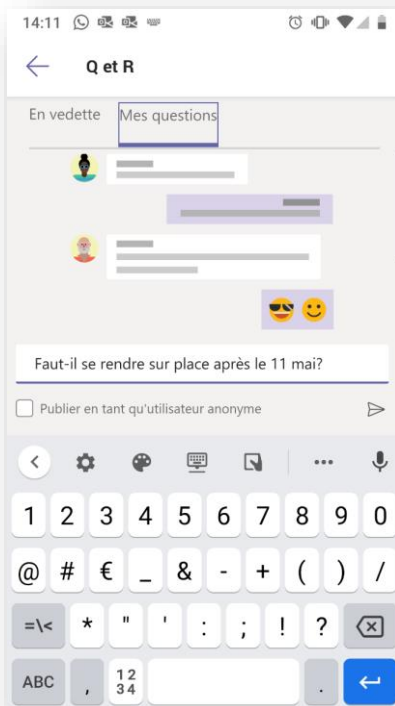 14:11
Q et R
En vedette Mes questions
Faut-il se rendre sur place après le 11 mai?
Publier en tant qu'utilisateur anonyme
1 2 3 4 5 6 7 8 9 0
@ # € _ & - + ( ) /
=\< * " ' : ; ! ?
ABC , 12 34 .